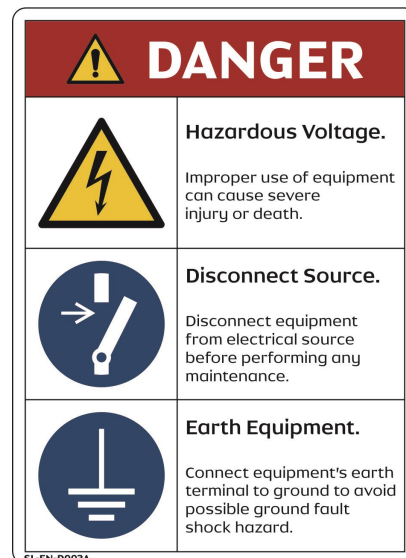 DANGER
Hazardous Voltage.
Improper use of equipment
can cause severe
injury or death.
Disconnect Source.
Disconnect equipment
from electrical source
before performing any
maintenance.
Earth Equipment.
Connect equipment's earth
terminal to ground to avoid
possible ground fault
shock hazard.